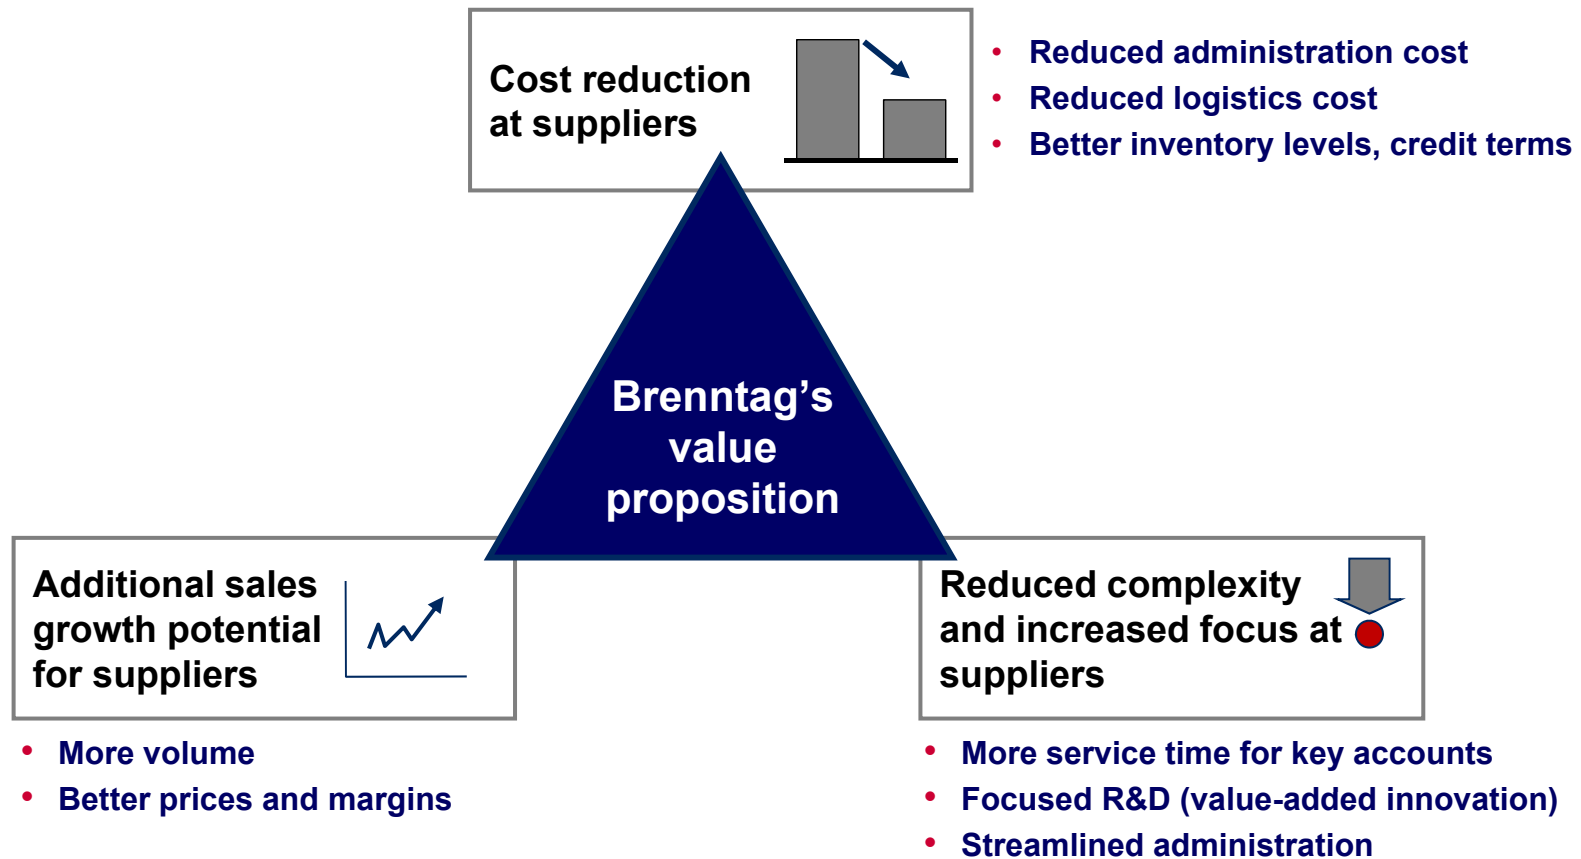 Cost reduction
at suppliers
• Reduced administration cost
• Reduced logistics cost
• Better inventory levels, credit terms
Brenntag’s
value
proposition
Additional sales
growth potential
for suppliers
• More volume
• Better prices and margins
Reduced complexity
and increased focus at
suppliers
• More service time for key accounts
• Focused R&D (value-added innovation)
• Streamlined administration